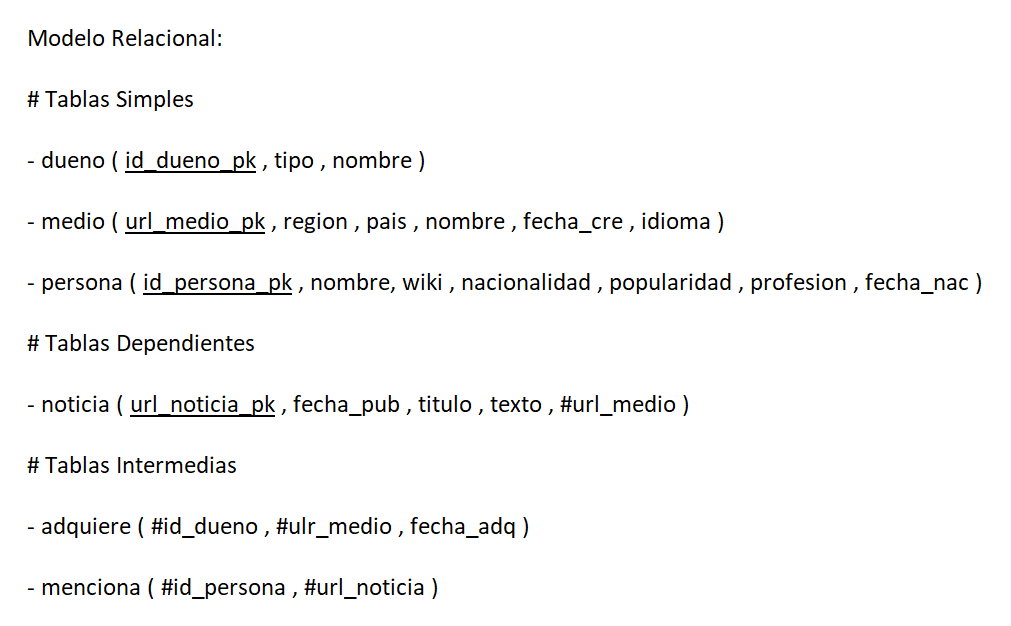 Modelo Relacional:
# Tablas Simples
- dueno ( id_dueno_pk , tipo , nombre )
- medio ( url_medio_pk , region , pais , nombre , fecha_cre , idioma )
- persona ( id_persona_pk , nombre, wiki , nacionalidad , popularidad , profesion , fecha_nac )
# Tablas Dependientes
- noticia ( url_noticia_pk , fecha_pub , titulo , texto , #url_medio )
# Tablas Intermedias
- adquiere ( #id_dueno , #ulr_medio , fecha_adq )
- menciona ( #id_persona , #url_noticia )